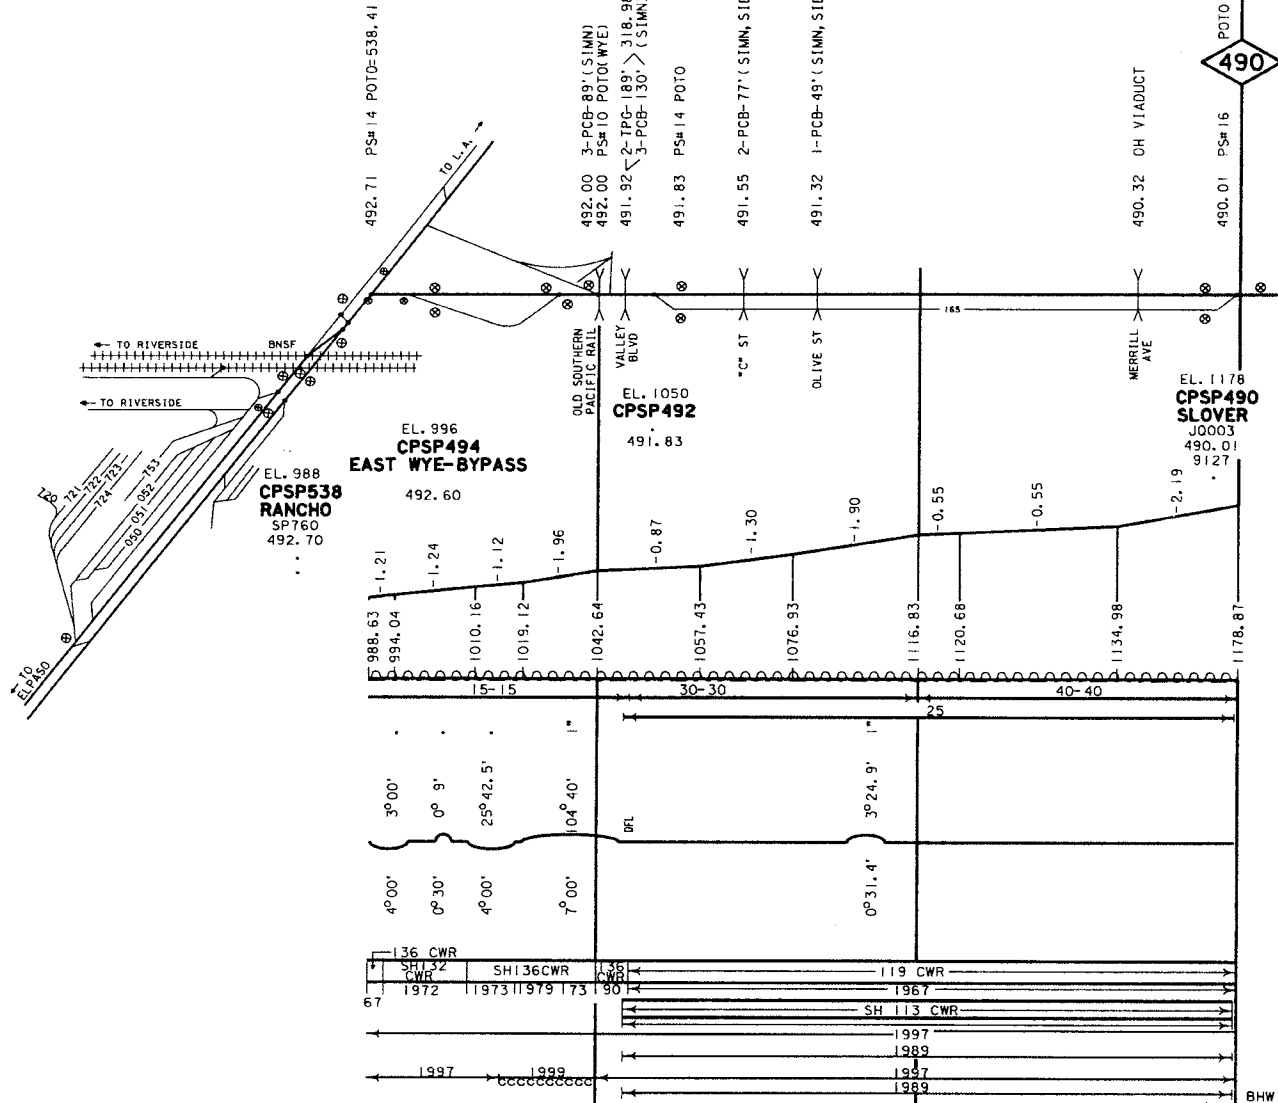 492.71 PS#14 POTO=538.41
492.00 3-PCB-89'(SIMN)
492.00 PS#10 POTO(WYE)
491.92 2-TPG-189' > 318.98
3-PCB-130' (SIMN
491.83 PS#14 POTO
491.55 2-PCB-77'(SIMN, SID
491.32 1-PCB-49'(SIMN, SID
490.32 OH VIADUCT
490.01 PS#16 POTO
490
TO L.A.
TO RIVERSIDE
BNSF
TO RIVERSIDE
OLD SOUTHERN
PACIFIC RAIL
VALLEY
BLVD
"C" ST
OLIVE ST
165
MERRILL
AVE
EL. 1050
CPSP492
491.83
EL. 1178
CPSP490
SLOVER
JQ003
490.01
9127
EL. 996
CPSP494
EAST WYE-BYPASS
492.60
EL. 988
CPSP538
RANCHO
SP760
492.70
720
721
722
723
724
753
052
051
050
TO
ELPASO
-1.21
-1.24
-1.12
-1.96
-0.87
-1.30
-1.90
-0.55
-0.55
-2.19
988.63
994.04
1010.16
1019.12
1042.64
1057.43
1076.93
1116.83
1120.68
1134.98
1178.87
15-15
30-30
40-40
25
3°00'
0° 9'
25°42.5'
104°40'
1"
DFL
3°24.9'
1"
4°00'
0°30'
4°00'
7°00'
0°31.4'
136 CWR
SH132
CWR
SH136CWR
136
CWR
119 CWR
67
1972
1973
1979
73
90
1967
SH 113 CWR
1997
1989
1997
1999
1997
CCCCCCCCCC
1989
BHW